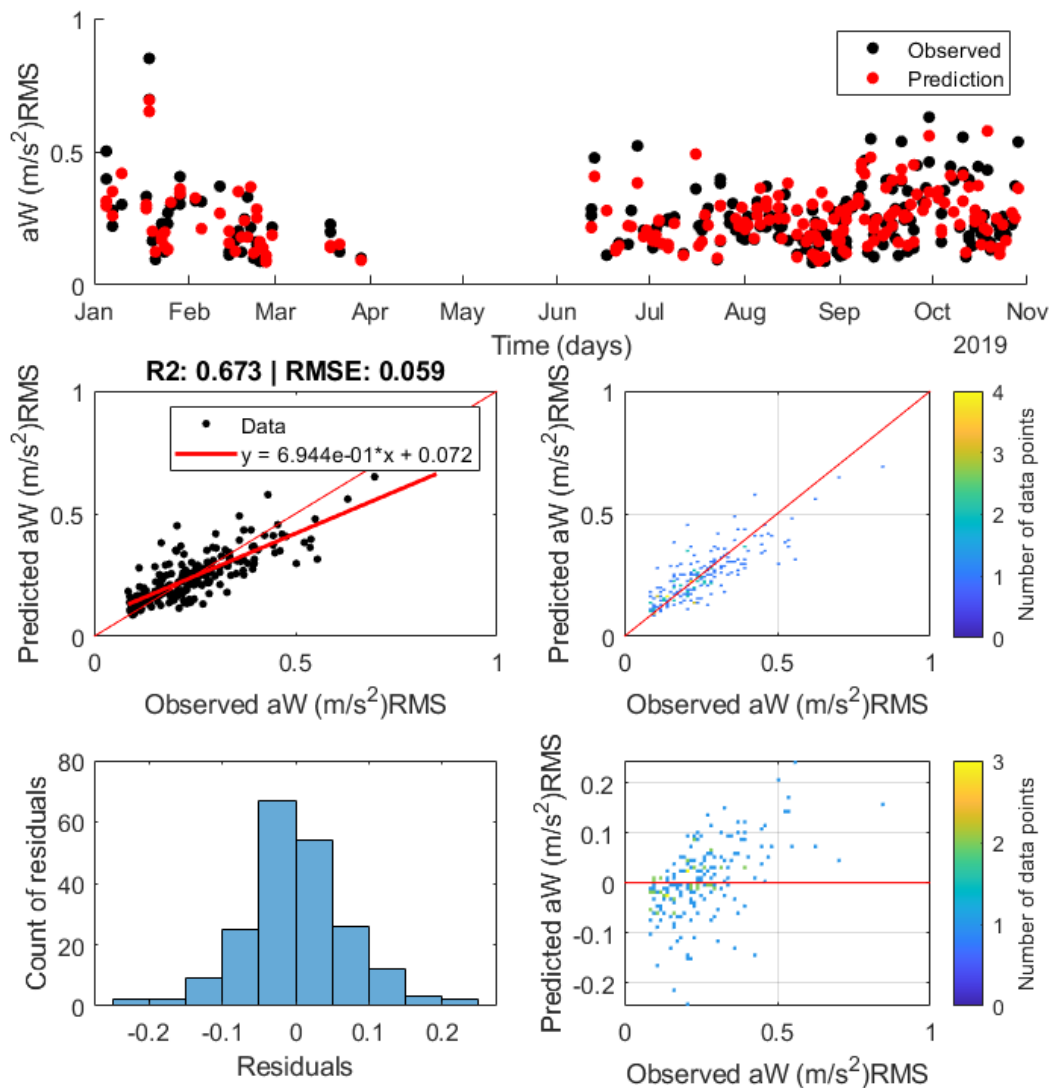 1
0.5
0
aW (m/s²)RMS
Observed
Prediction
Jan Feb Mar Apr May Jun Jul Aug Sep Oct Nov
Time (days)
2019
R2: 0.673 | RMSE: 0.059
1
0.5
0
Predicted aW (m/s²)RMS
Data
y = 6.944e-01*x + 0.072
0 0.5 1
Observed aW (m/s²)RMS
1
0.5
0
Predicted aW (m/s²)RMS
0 0.5 1
Observed aW (m/s²)RMS
4
3
2
1
0
Number of data points
80
60
40
20
0
Count of residuals
-0.2 -0.1 0 0.1 0.2
Residuals
0.2
0.1
0
-0.1
-0.2
Predicted aW (m/s²)RMS
0 0.5 1
Observed aW (m/s²)RMS
3
2
1
0
Number of data points